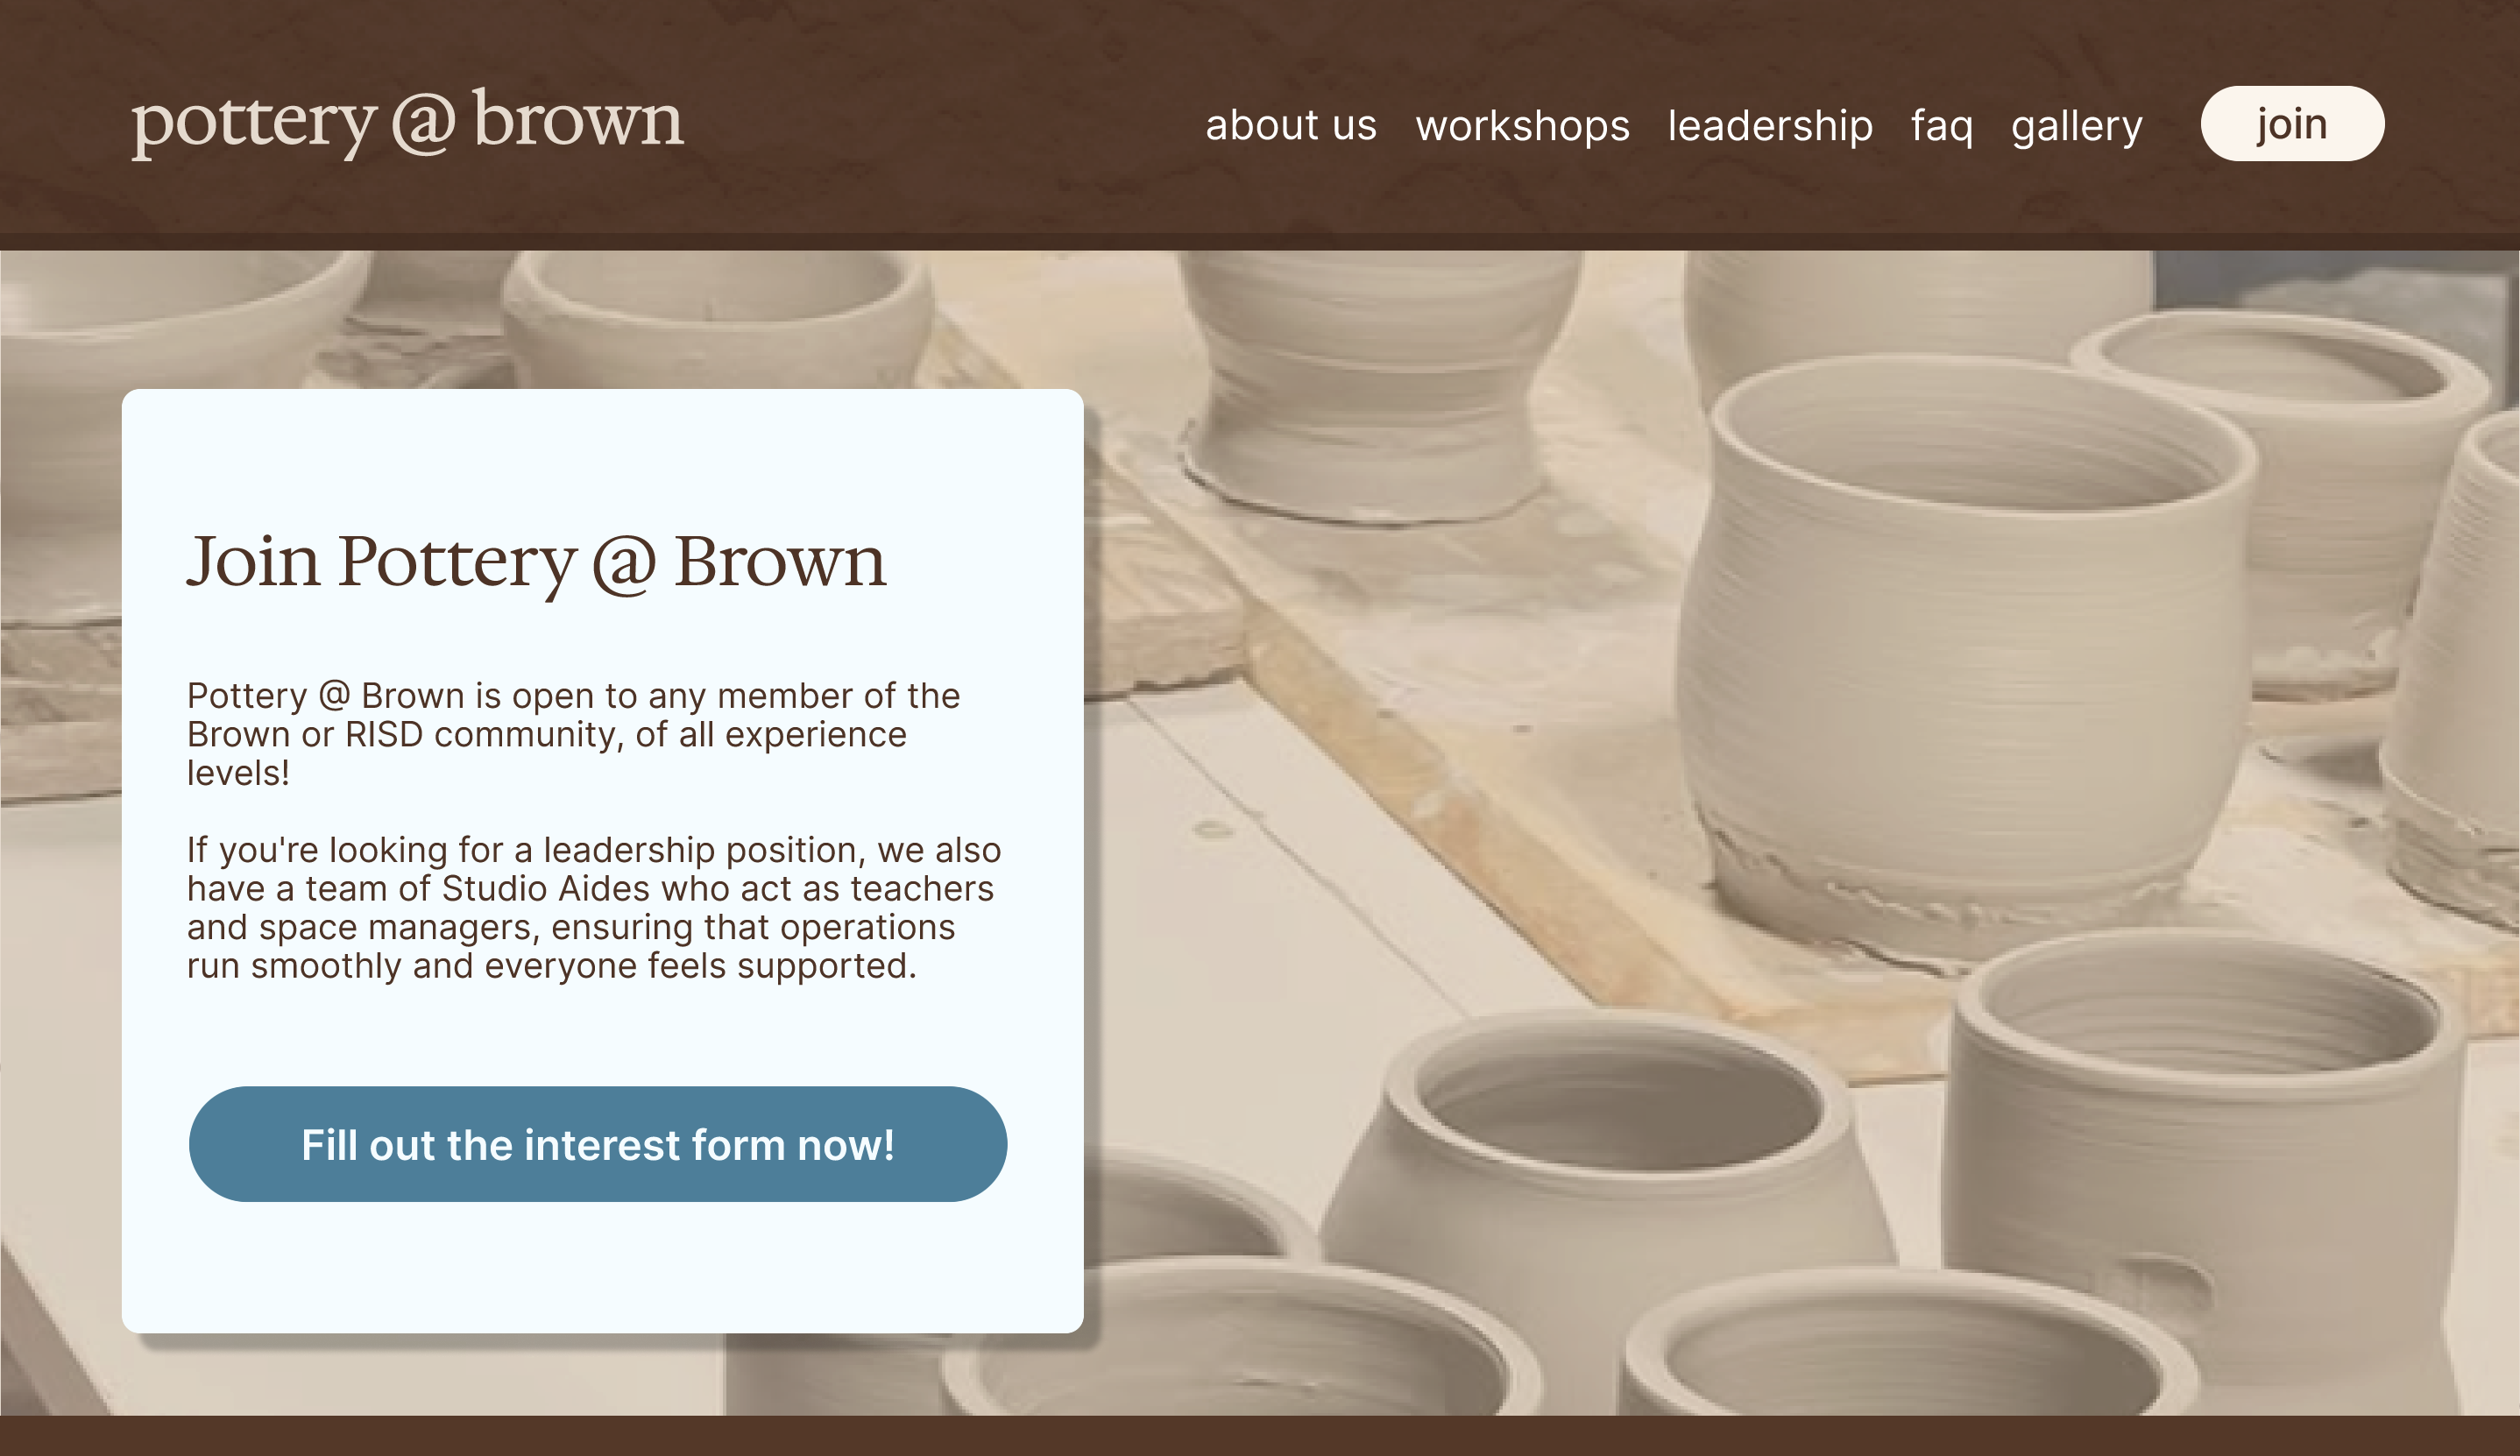 pottery @ brown
about us workshops leadership faq gallery join
Join Pottery @ Brown
Pottery @ Brown is open to any member of the
Brown or RISD community, of all experience
levels!
If you're looking for a leadership position, we also
have a team of Studio Aides who act as teachers
and space managers, ensuring that operations
run smoothly and everyone feels supported.
Fill out the interest form now!